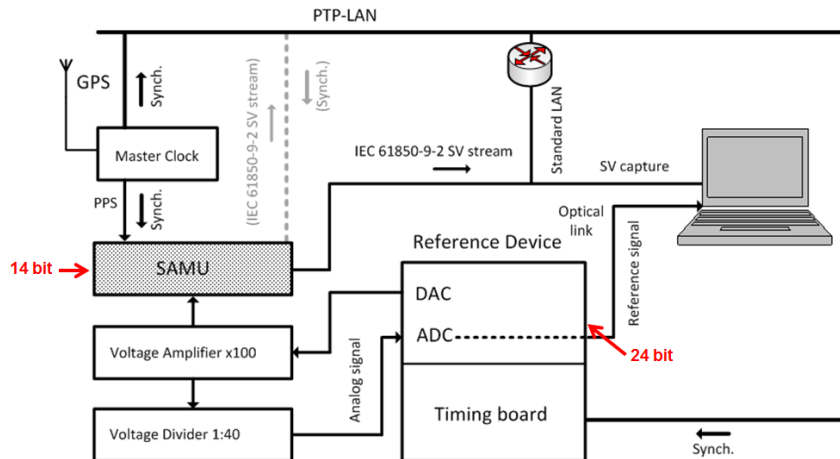 PTP-LAN
GPS
Synch.
(IEC 61850-9-2 SV stream)
(Synch.)
Master Clock
IEC 61850-9-2 SV stream
Standard LAN
SV capture
PPS
Synch.
Optical
link
Reference Device
14 bit
SAMU
Reference signal
DAC
Voltage Amplifier x100
ADC
24 bit
Analog signal
Timing board
Voltage Divider 1:40
Synch.